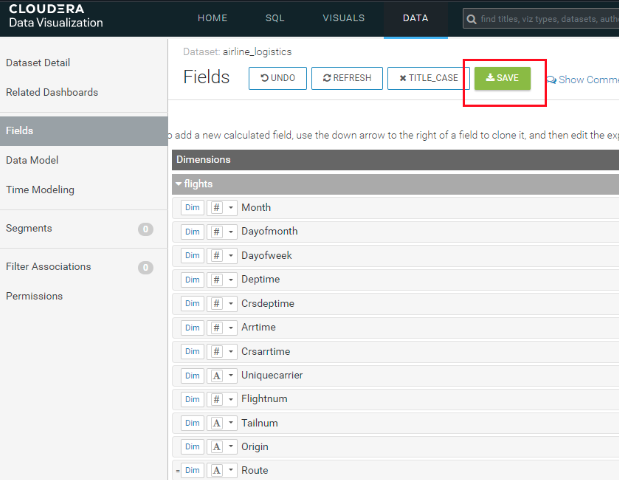 CLOUDERA
Data Visualization
HOME SQL VISUALS DATA find titles, viz types, datasets, auth
Dataset Detail
Related Dashboards
Fields
Data Model
Time Modeling
Segments 0
Filter Associations 0
Permissions
Dataset: airline_logistics
Fields UNDO REFRESH TITLE_CASE SAVE Show Comme
o add a new calculated field, use the down arrow to the right of a field to clone it, and then edit the exp
Dimensions
flights
Dim # Month
Dim # Dayofmonth
Dim # Dayofweek
Dim # Deptime
Dim # Crsdeptime
Dim # Arrtime
Dim # Crsarrtime
Dim A Uniquecarrier
Dim # Flightnum
Dim A Tailnum
Dim A Origin
= Dim A Route